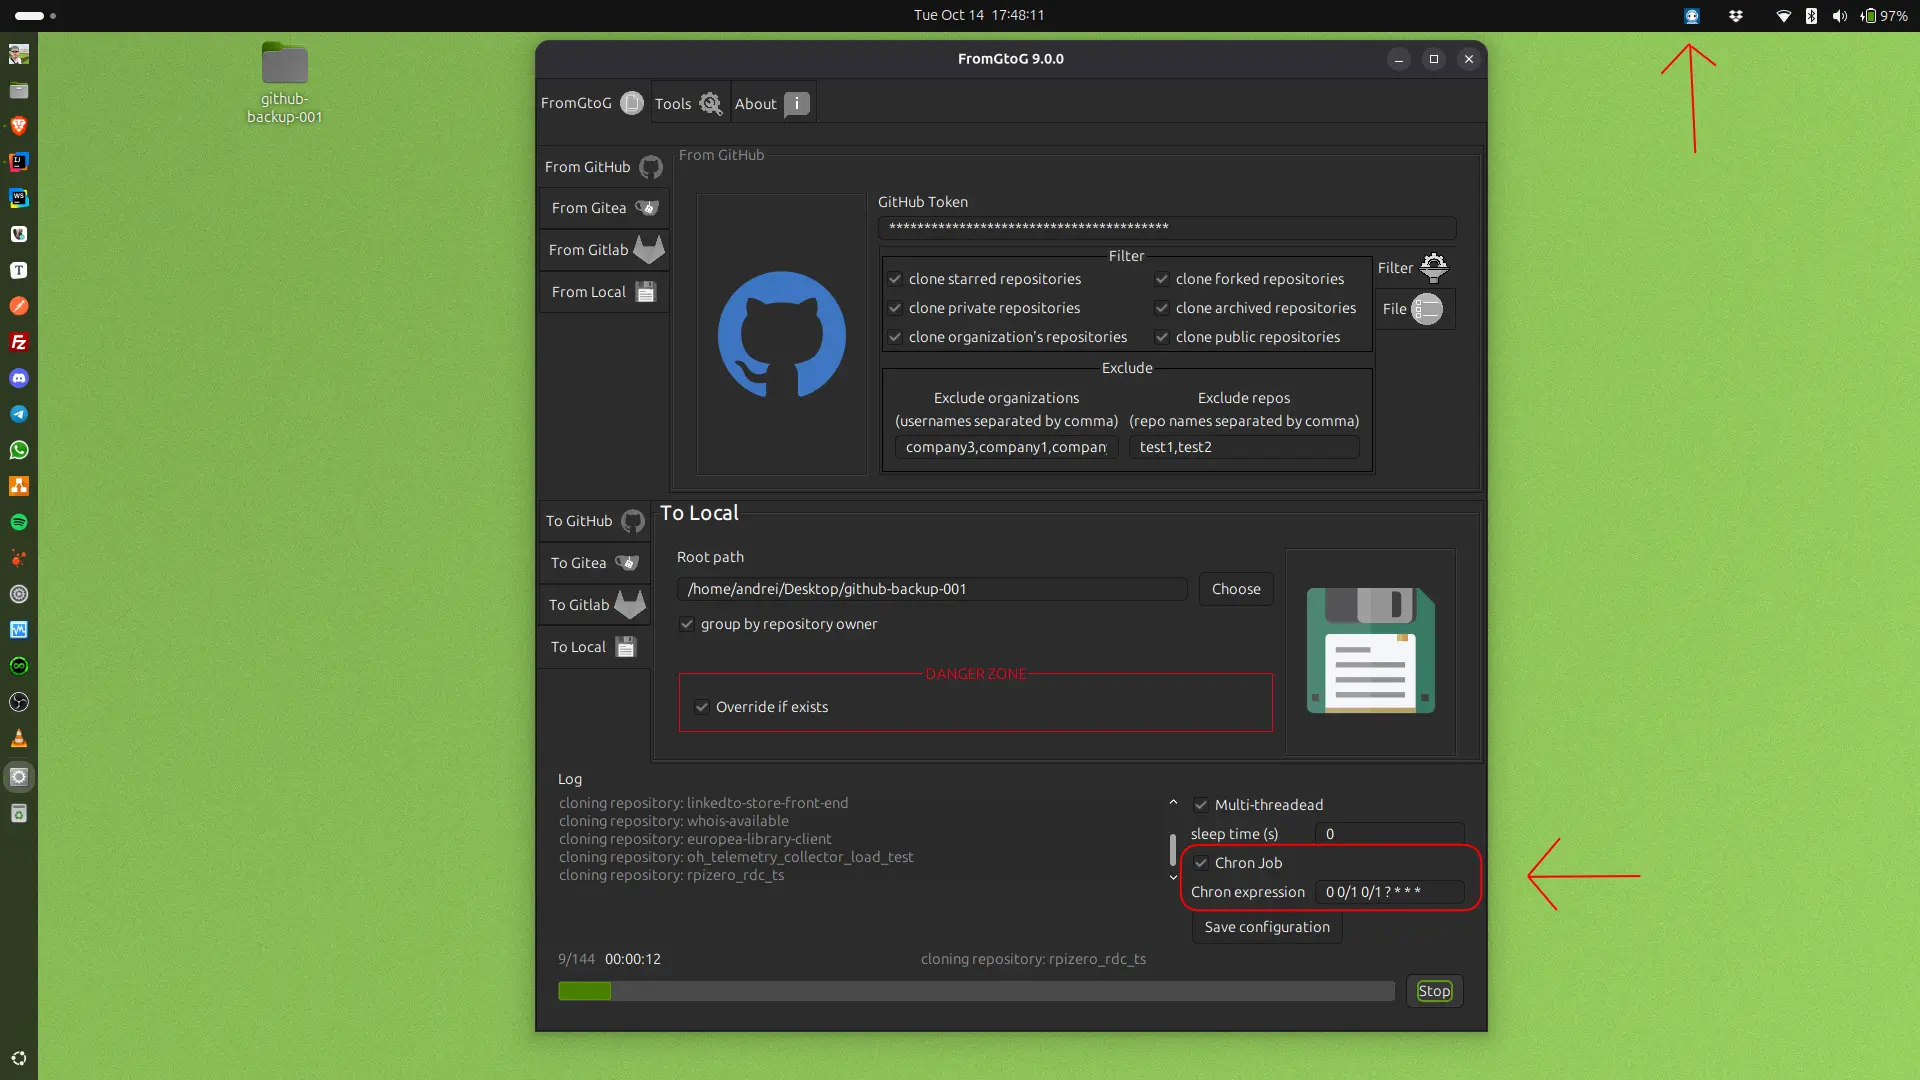 Tue Oct 14 17:48:11
97%
github-
backup-001
FromGtoG 9.0.0
FromGtoG
Tools
About
From GitHub
From Gitea
From Gitlab
From Local
From GitHub
GitHub Token
****************************************
Filter
clone starred repositories
clone forked repositories
clone private repositories
clone archived repositories
clone organization's repositories
clone public repositories
Filter
File
Exclude
Exclude organizations
(usernames separated by comma)
company3,company1,compan
Exclude repos
(repo names separated by comma)
test1,test2
To GitHub
To Gitea
To Gitlab
To Local
To Local
Root path
/home/andrei/Desktop/github-backup-001
Choose
group by repository owner
DANGER ZONE
Override if exists
Log
cloning repository: linkedto-store-front-end
cloning repository: whois-available
cloning repository: europea-library-client
cloning repository: oh_telemetry_collector_load_test
cloning repository: rpizero_rdc_ts
Multi-threadead
sleep time (s)
0
Chron Job
Chron expression
0 0/1 0/1 ? * * *
Save configuration
9/144 00:00:12
cloning repository: rpizero_rdc_ts
Stop